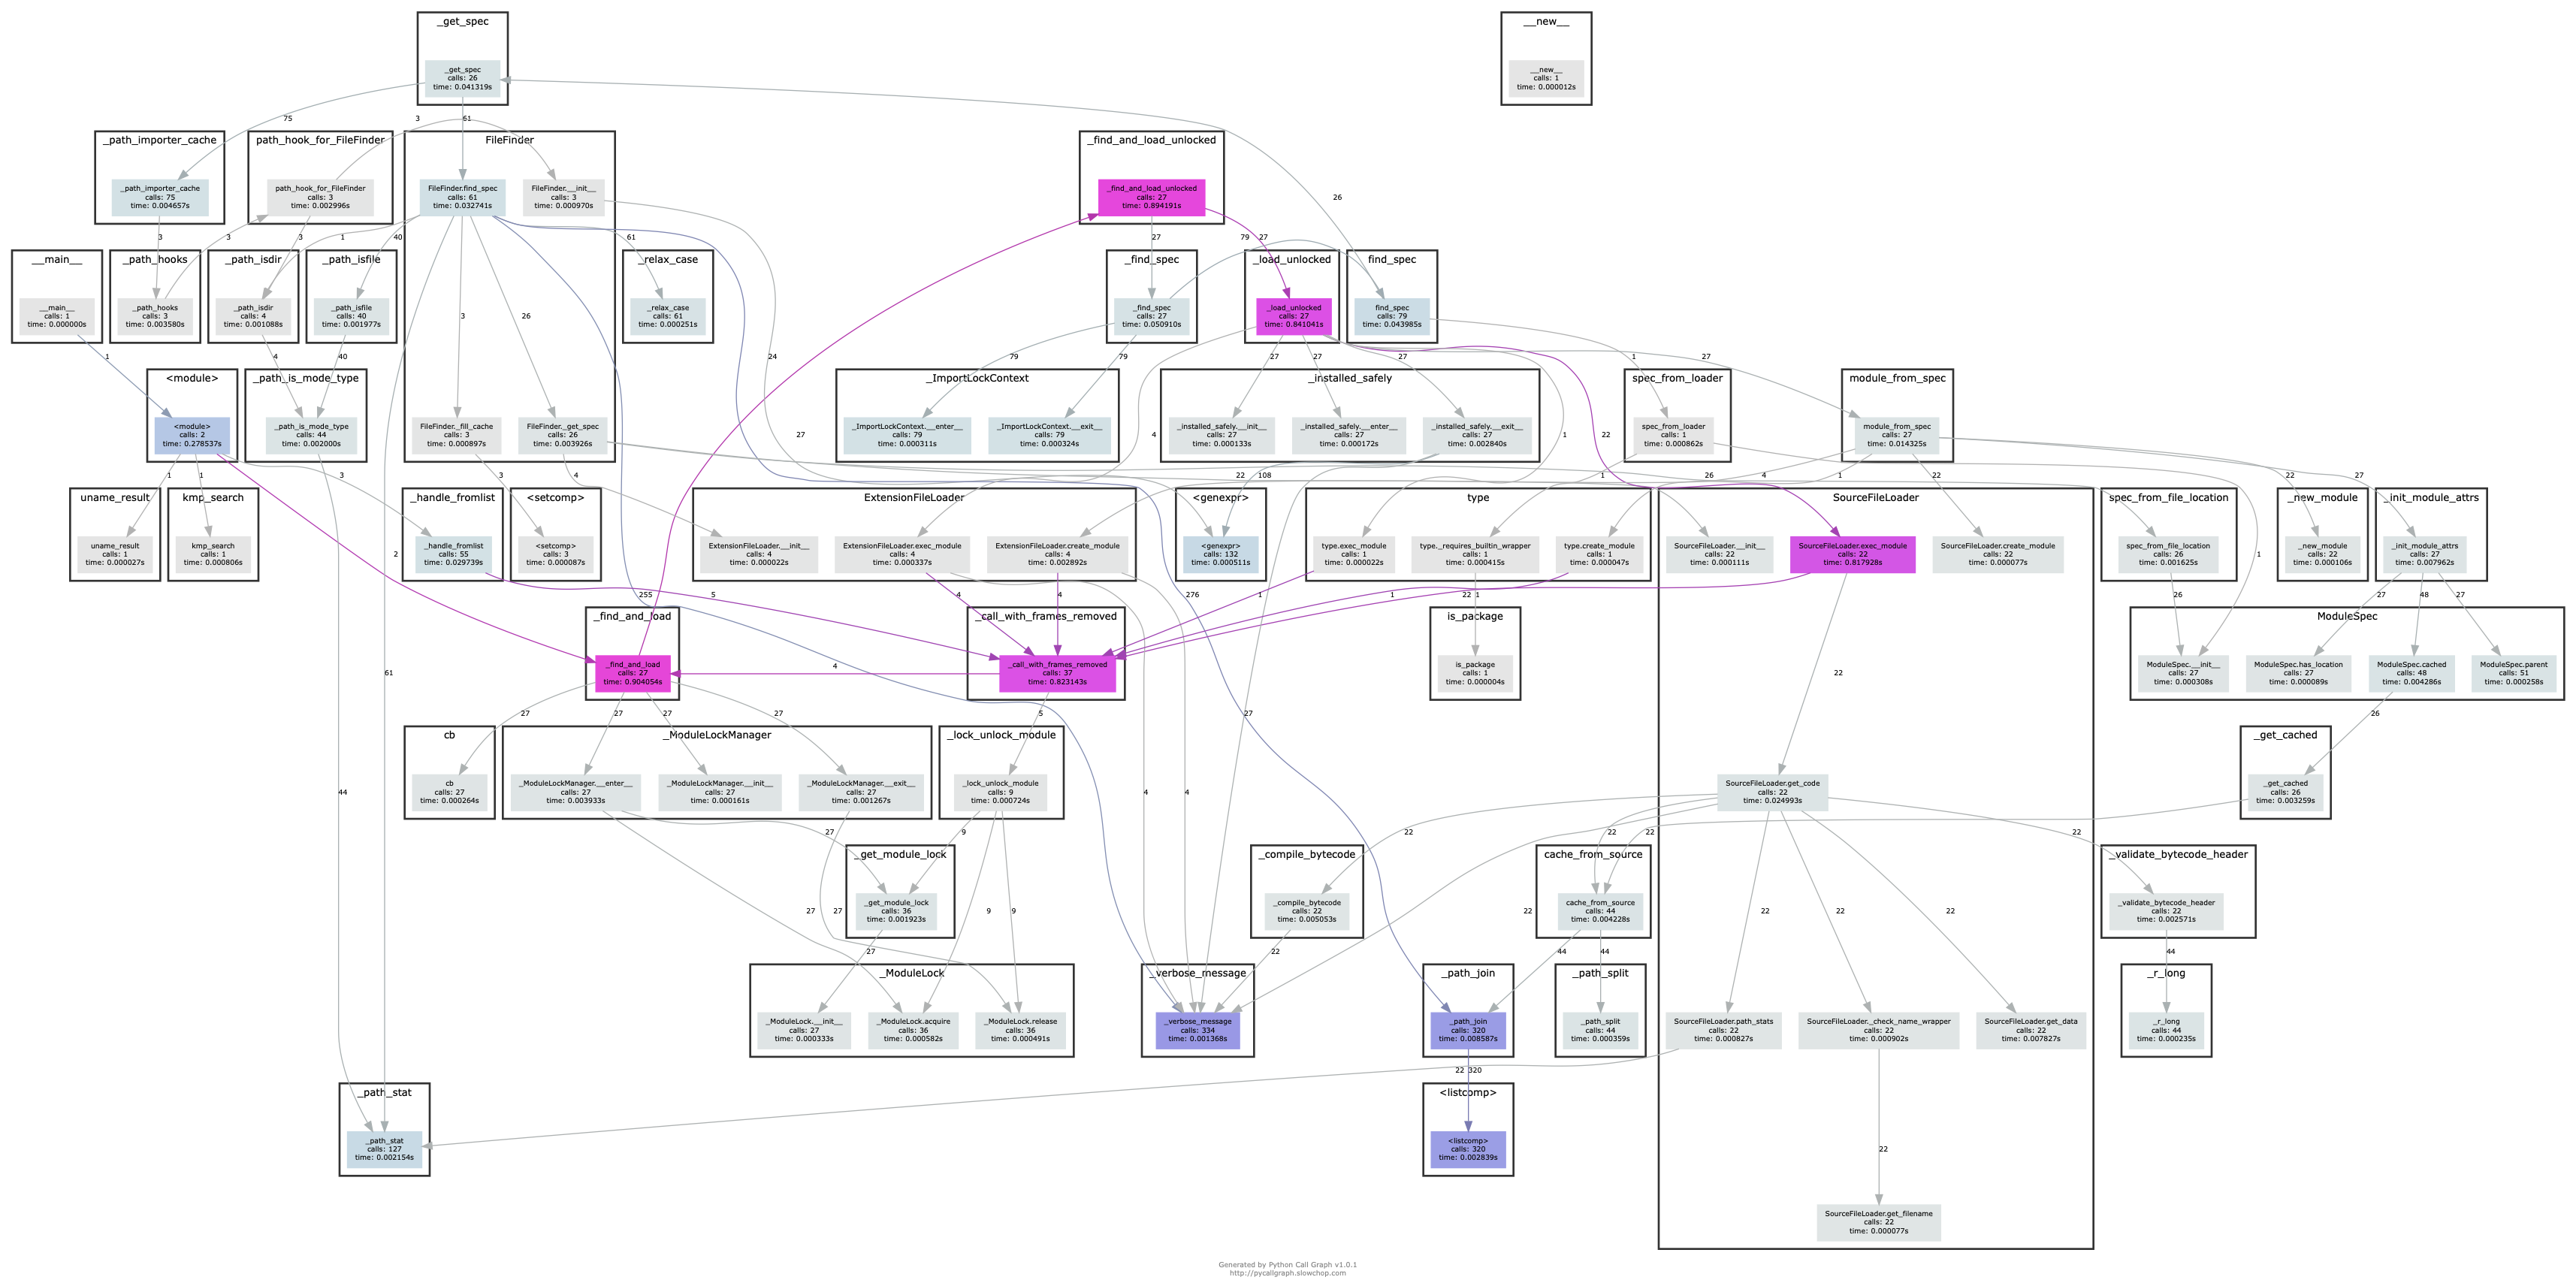 _get_spec
__new__
_get_spec
calls: 26
time: 0.041319s
__new__
calls: 1
time: 0.000012s
75
3
61
26
_path_importer_cache
path_hook_for_FileFinder
FileFinder
_find_and_load_unlocked
_path_importer_cache
calls: 75
time: 0.004657s
path_hook_for_FileFinder
calls: 3
time: 0.002996s
FileFinder.find_spec
calls: 61
time: 0.032741s
FileFinder.__init__
calls: 3
time: 0.000970s
_find_and_load_unlocked
calls: 27
time: 0.894191s
3
3
3
1
40
61
27
79
27
__main__
_path_hooks
_path_isdir
_path_isfile
_relax_case
_find_spec
_load_unlocked
find_spec
__main__
calls: 1
time: 0.000000s
_path_hooks
calls: 3
time: 0.003580s
_path_isdir
calls: 4
time: 0.001088s
_path_isfile
calls: 40
time: 0.001977s
_relax_case
calls: 61
time: 0.000251s
_find_spec
calls: 27
time: 0.050910s
_load_unlocked
calls: 27
time: 0.841041s
find_spec
calls: 79
time: 0.043985s
1
4
40
3
26
24
79
79
27
27
27
1
27
<module>
_path_is_mode_type
_ImportLockContext
_installed_safely
spec_from_loader
module_from_spec
<module>
calls: 2
time: 0.278537s
_path_is_mode_type
calls: 44
time: 0.002000s
FileFinder._fill_cache
calls: 3
time: 0.000897s
FileFinder._get_spec
calls: 26
time: 0.003926s
_ImportLockContext.__enter__
calls: 79
time: 0.000311s
_ImportLockContext.__exit__
calls: 79
time: 0.000324s
_installed_safely.__init__
calls: 27
time: 0.000172s
_installed_safely.__enter__
calls: 27
time: 0.000172s
_installed_safely.__exit__
calls: 27
time: 0.002840s
spec_from_loader
calls: 1
time: 0.000862s
module_from_spec
calls: 27
time: 0.014325s
27
4
1
22
1
1
3
3
4
108
22
1
26
4
1
22
22
27
uname_result
kmp_search
_handle_fromlist
<setcomp>
ExtensionFileLoader
<genexpr>
type
SourceFileLoader
spec_from_file_location
_new_module
_init_module_attrs
uname_result
calls: 1
time: 0.000027s
kmp_search
calls: 1
time: 0.000806s
_handle_fromlist
calls: 55
time: 0.029739s
<setcomp>
calls: 3
time: 0.000087s
ExtensionFileLoader.__init__
calls: 4
time: 0.000022s
ExtensionFileLoader.exec_module
calls: 4
time: 0.000337s
ExtensionFileLoader.create_module
calls: 4
time: 0.002892s
<genexpr>
calls: 132
time: 0.000511s
type.exec_module
calls: 1
time: 0.000022s
type._requires_builtin_wrapper
calls: 1
time: 0.000415s
type.create_module
calls: 1
time: 0.000047s
SourceFileLoader.__init__
calls: 22
time: 0.000111s
SourceFileLoader.exec_module
calls: 22
time: 0.817928s
SourceFileLoader.create_module
calls: 22
time: 0.000077s
spec_from_file_location
calls: 26
time: 0.001625s
_new_module
calls: 22
time: 0.000106s
_init_module_attrs
calls: 27
time: 0.007962s
2
1
255
5
4
4
276
1
1
1
22
26
27
48
27
_find_and_load
_call_with_frames_removed
is_package
ModuleSpec
_find_and_load
calls: 27
time: 0.904054s
_call_with_frames_removed
calls: 37
time: 0.823143s
is_package
calls: 1
time: 0.000004s
ModuleSpec.__init__
calls: 27
time: 0.000308s
ModuleSpec.has_location
calls: 27
time: 0.000089s
ModuleSpec.cached
calls: 48
time: 0.004286s
ModuleSpec.parent
calls: 51
time: 0.000258s
61
4
22
27
27
27
27
5
27
26
cb
_ModuleLockManager
_lock_unlock_module
_get_cached
cb
calls: 27
time: 0.000264s
_ModuleLockManager.__enter__
calls: 27
time: 0.003933s
_ModuleLockManager.__init__
calls: 27
time: 0.000161s
_ModuleLockManager.__exit__
calls: 27
time: 0.001267s
_lock_unlock_module
calls: 9
time: 0.000724s
SourceFileLoader.get_code
calls: 22
time: 0.024993s
_get_cached
calls: 26
time: 0.003259s
44
4
4
27
9
22
22
22
22
_get_module_lock
_compile_bytecode
cache_from_source
_validate_bytecode_header
_get_module_lock
calls: 36
time: 0.001923s
_compile_bytecode
calls: 22
time: 0.005053s
cache_from_source
calls: 44
time: 0.004228s
_validate_bytecode_header
calls: 22
time: 0.002571s
27
27
9
9
22
22
22
22
27
22
44
44
44
_ModuleLock
_verbose_message
_path_join
_path_split
_r_long
_ModuleLock.__init__
calls: 27
time: 0.000333s
_ModuleLock.acquire
calls: 36
time: 0.000582s
_ModuleLock.release
calls: 36
time: 0.000491s
_verbose_message
calls: 334
time: 0.001368s
_path_join
calls: 320
time: 0.008587s
_path_split
calls: 44
time: 0.000359s
SourceFileLoader.path_stats
calls: 22
time: 0.000827s
SourceFileLoader._check_name_wrapper
calls: 22
time: 0.000902s
SourceFileLoader.get_data
calls: 22
time: 0.007827s
_r_long
calls: 44
time: 0.000235s
22
320
_path_stat
<listcomp>
_path_stat
calls: 127
time: 0.002154s
<listcomp>
calls: 320
time: 0.002839s
22
SourceFileLoader.get_filename
calls: 22
time: 0.000077s
Generated by Python Call Graph v1.0.1
http://pycallgraph.slowchop.com